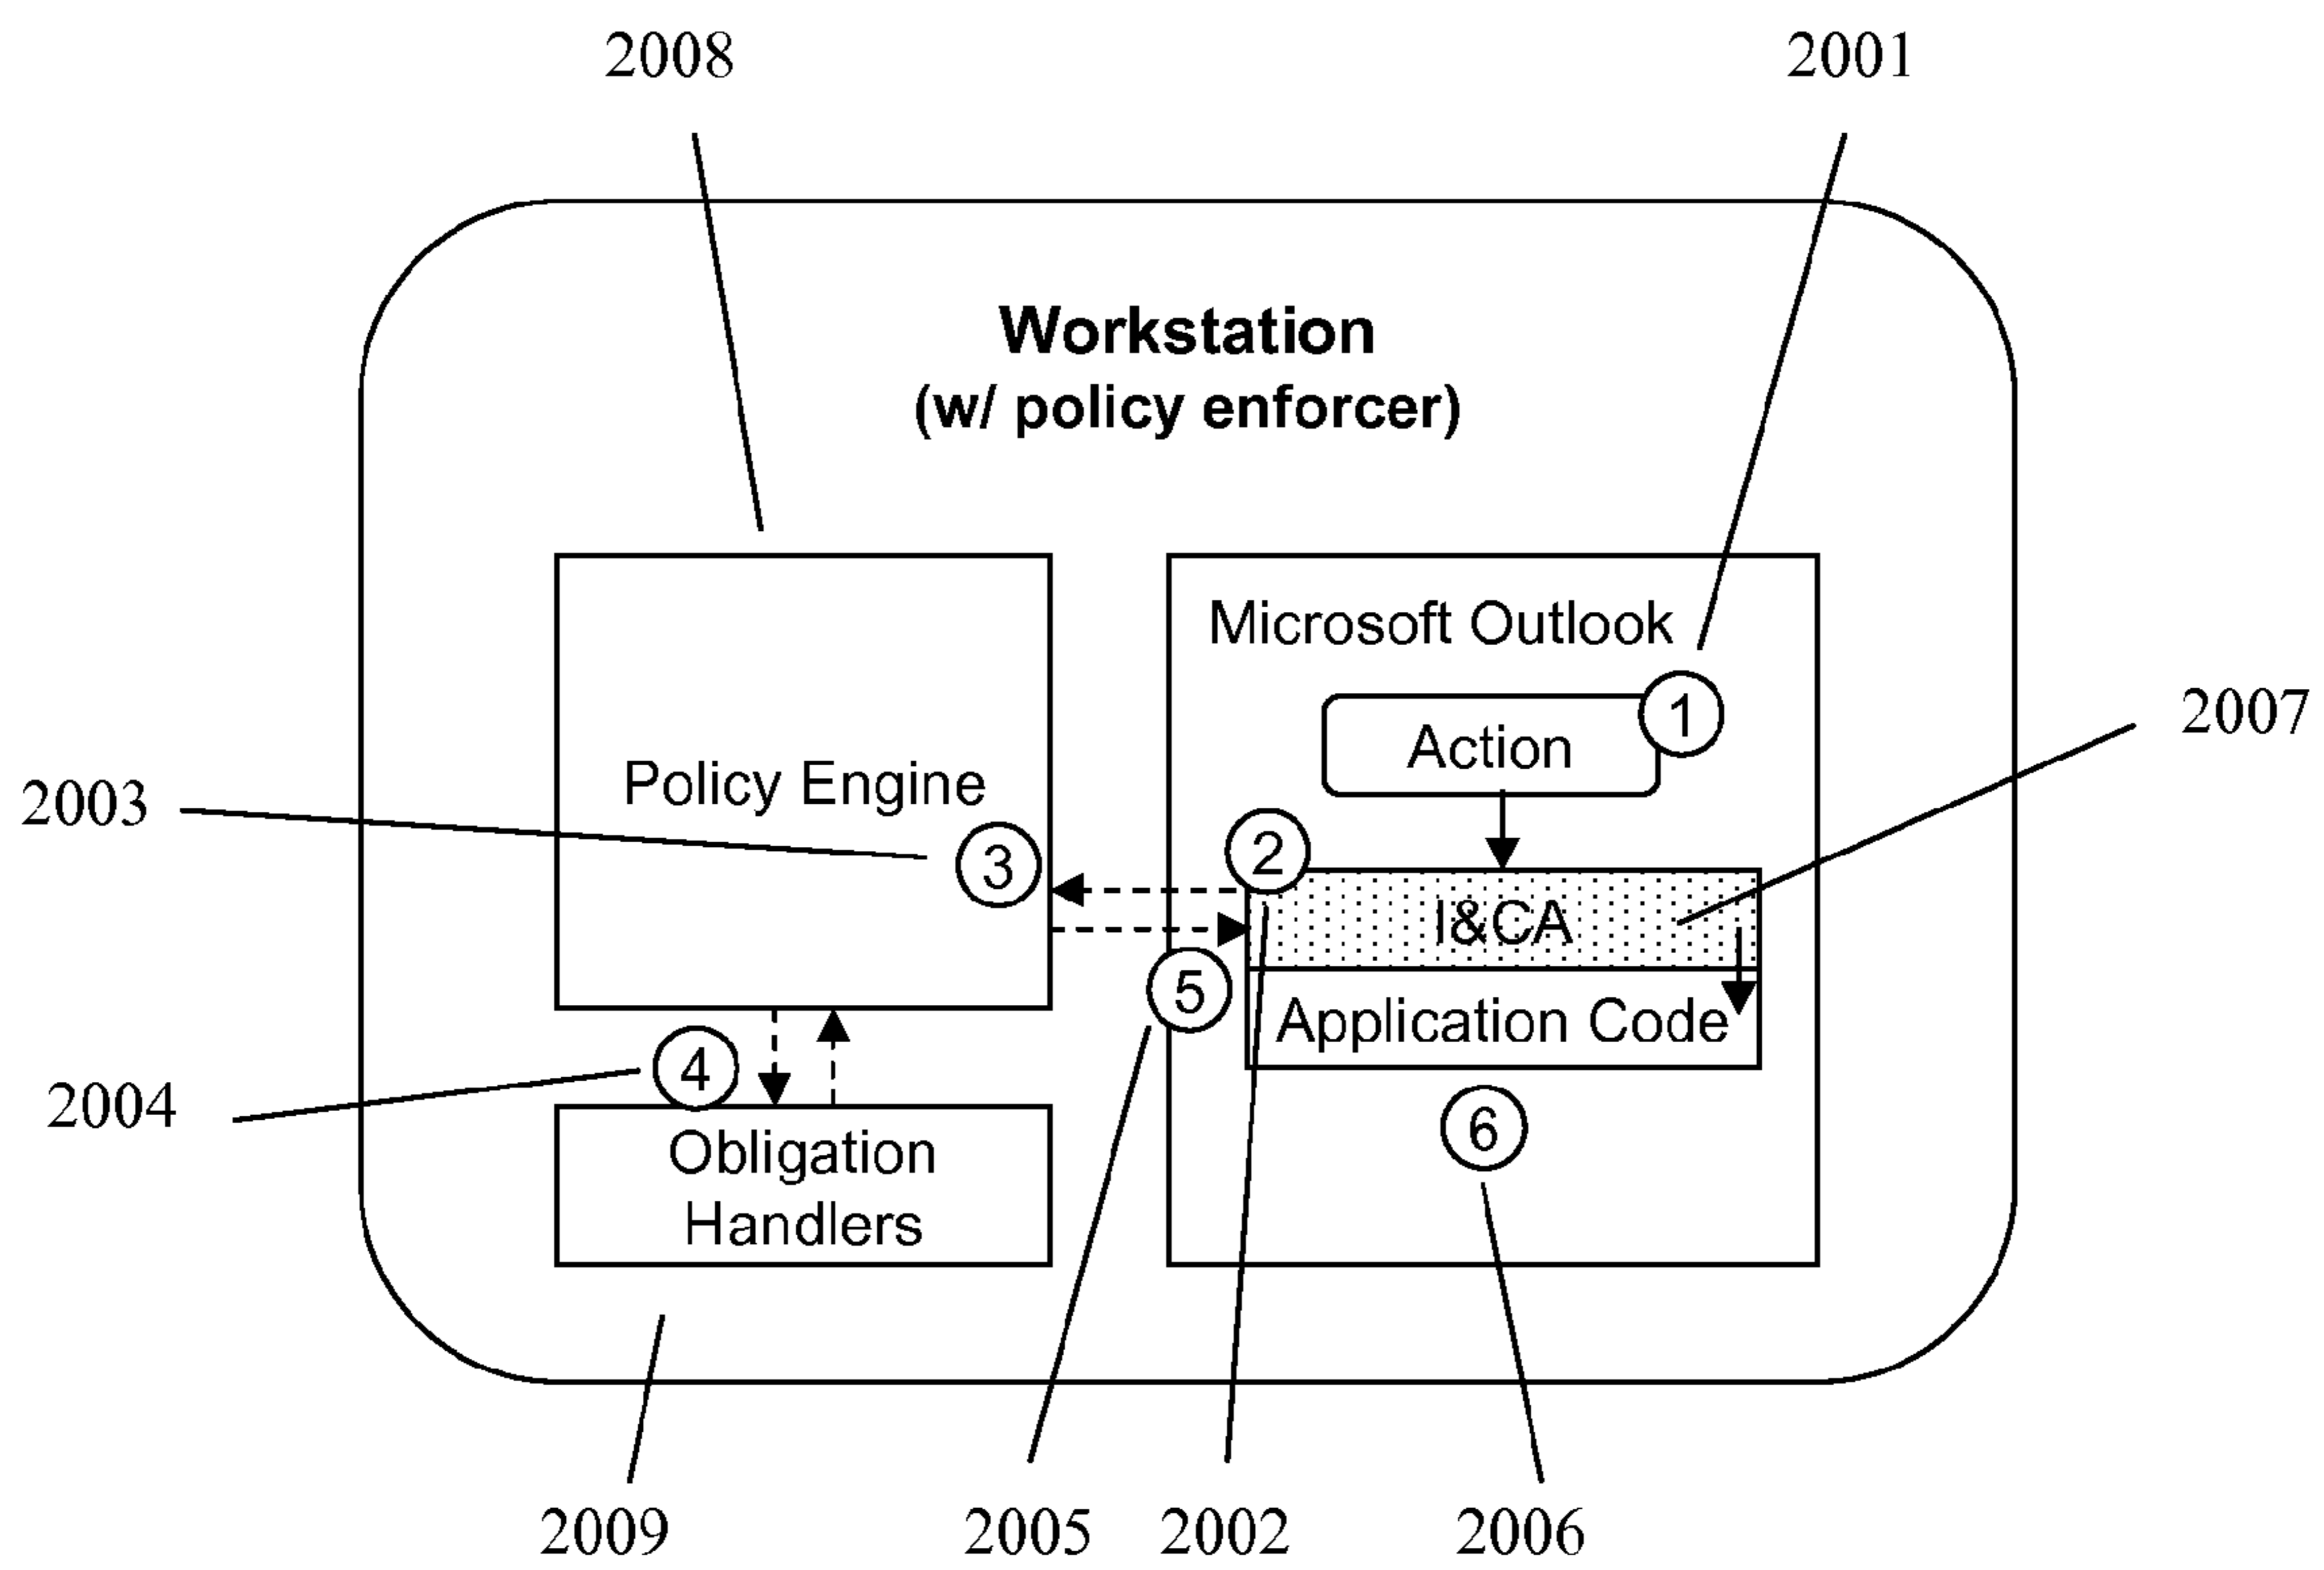 2008
2001
Workstation
(w/ policy enforcer)
Microsoft Outlook
1
2007
Action
Policy Engine
2003
2
3
I&CA
5
Application Code
4
2004
6
Obligation
Handlers
2009
2005
2002
2006